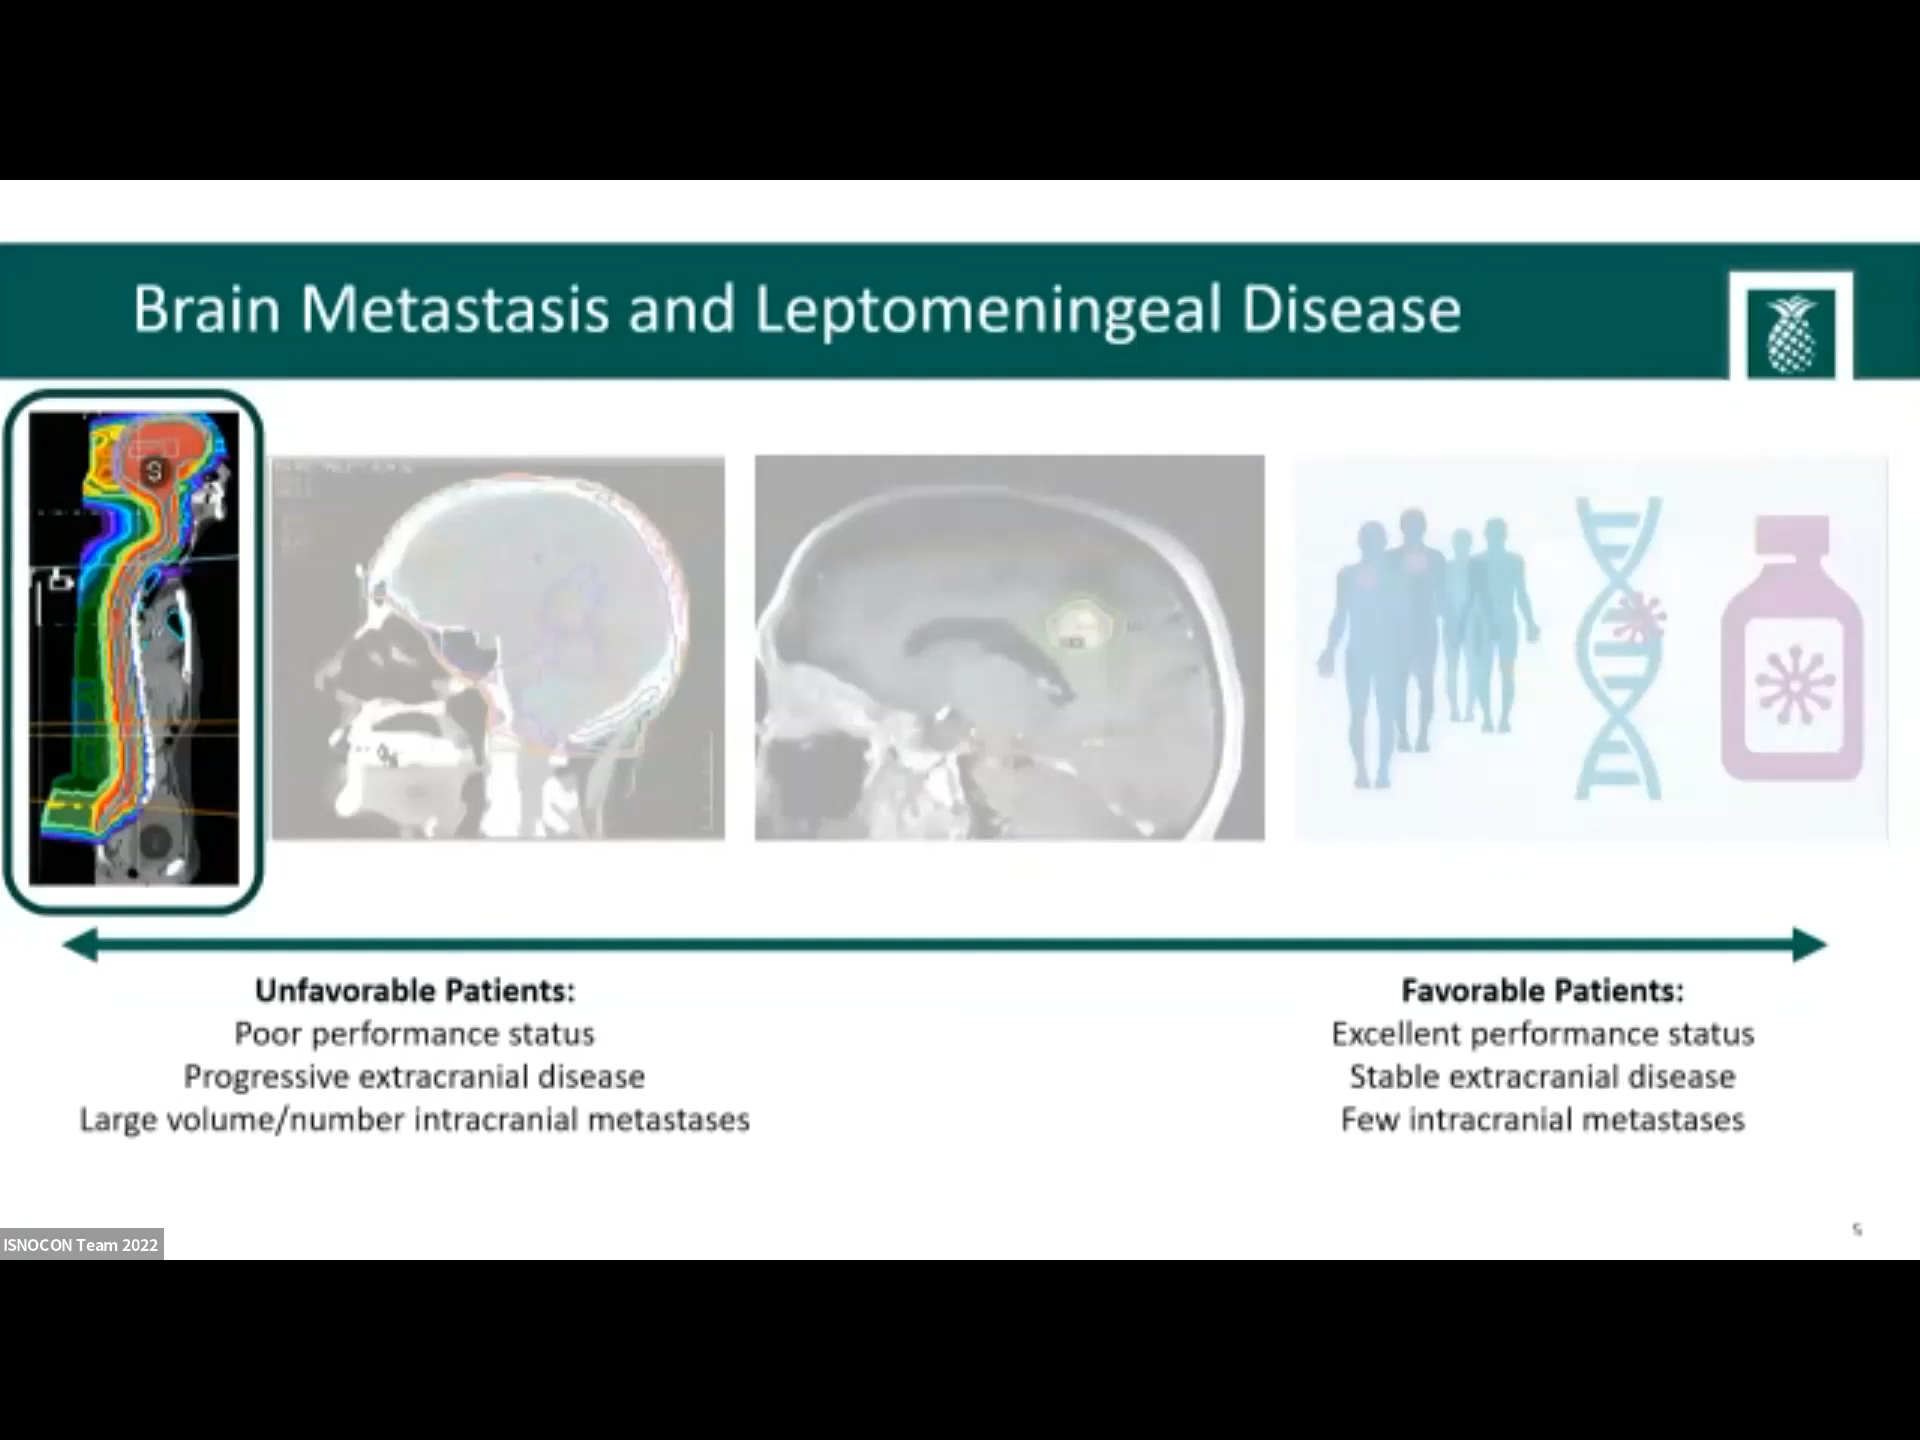 Brain Metastasis and Leptomeningeal Disease
S
Unfavorable Patients:
Poor performance status
Progressive extracranial disease
Large volume/number intracranial metastases
Favorable Patients:
Excellent performance status
Stable extracranial disease
Few intracranial metastases
ISNOCON Team 2022
5